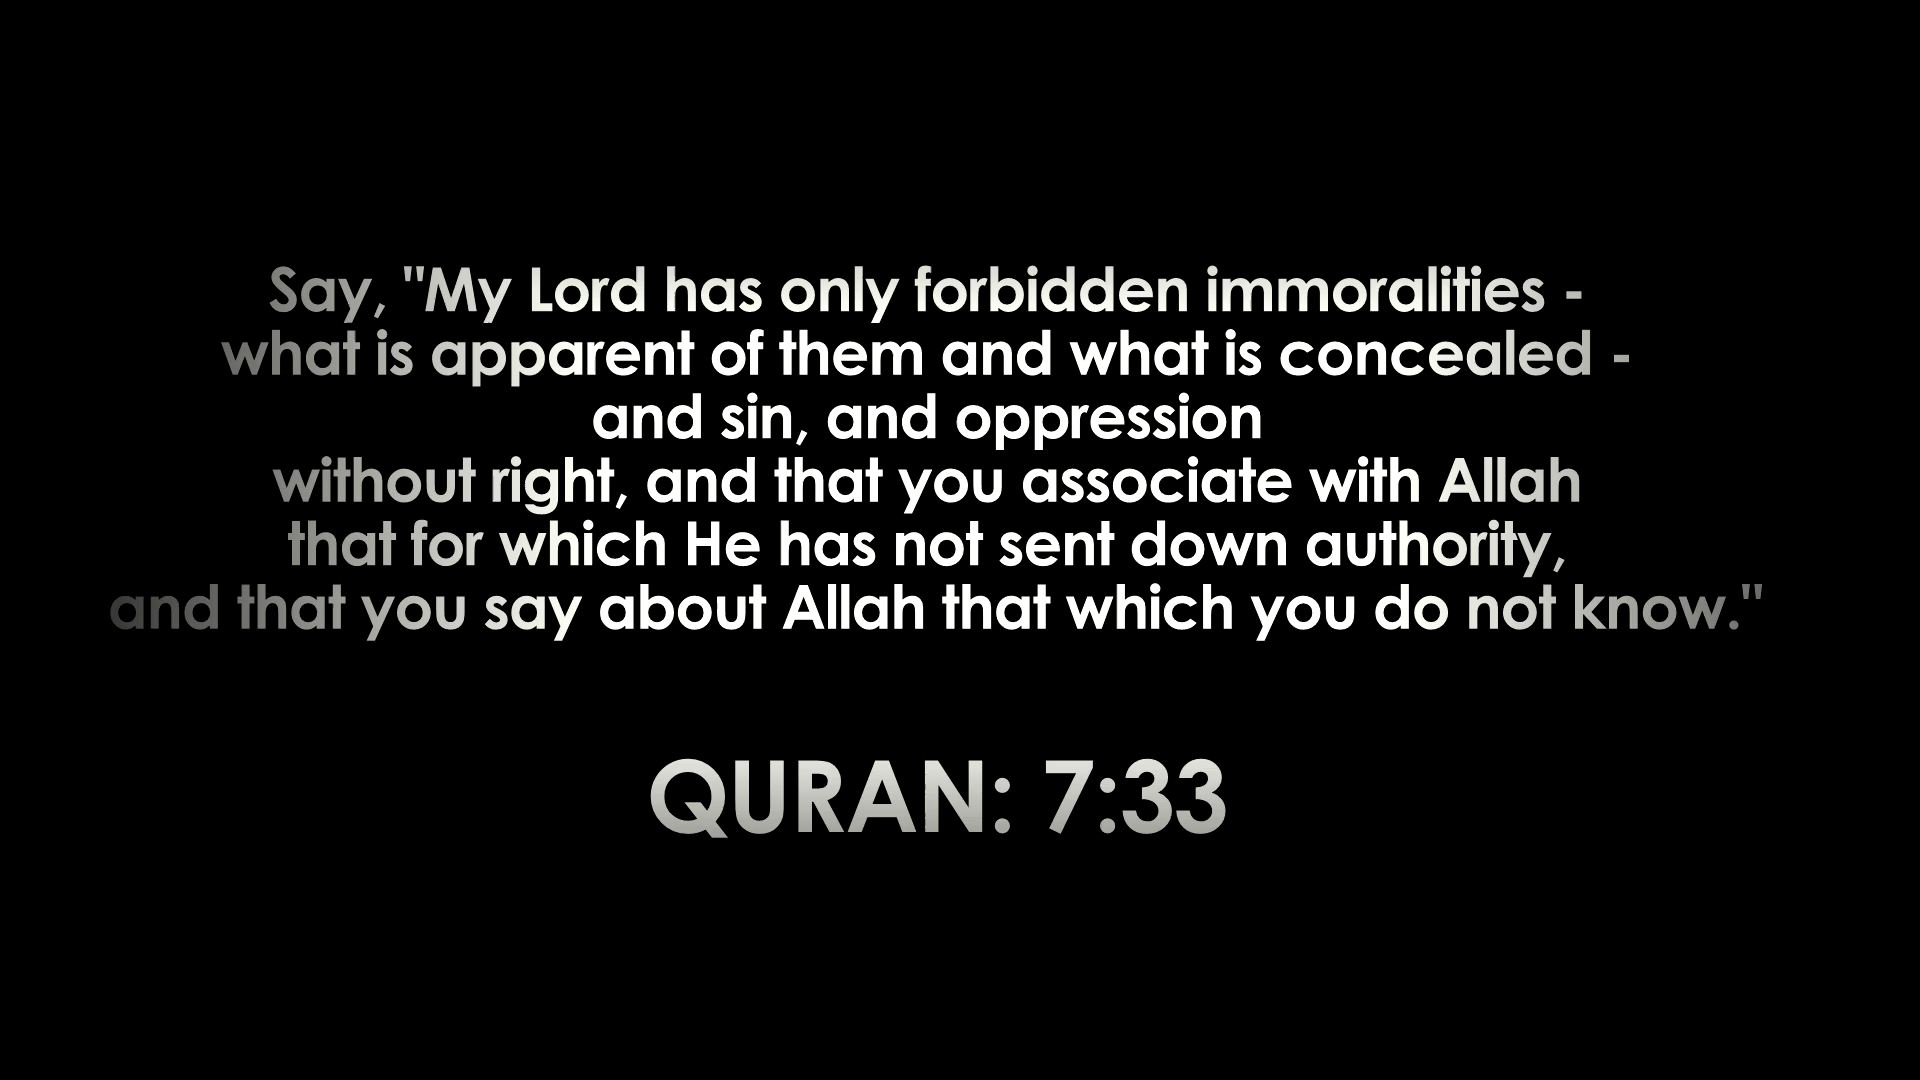 Say, "My Lord has only forbidden immoralities -
what is apparent of them and what is concealed -
and sin, and oppression
without right, and that you associate with Allah
that for which He has not sent down authority,
and that you say about Allah that which you do not know."
QURAN: 7:33